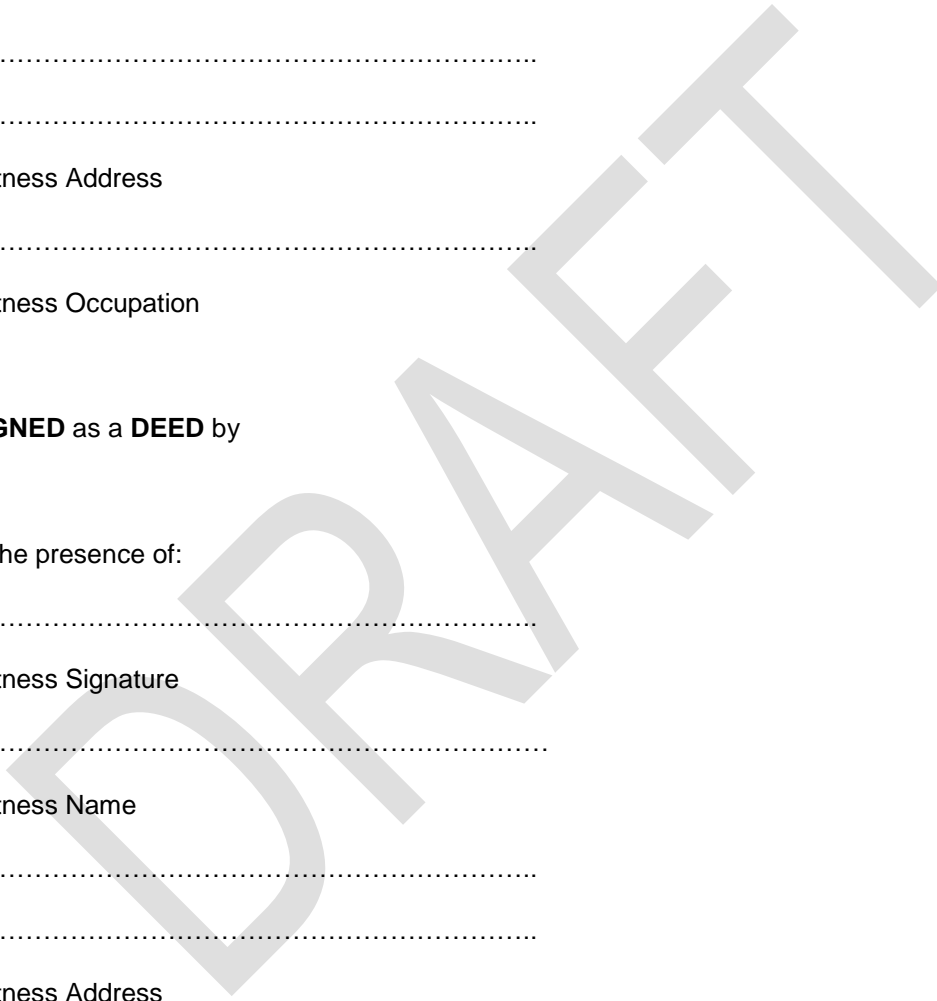 ……………………………………………………..
……………………………………………………..
tness Address
……………………………………………………..
tness Occupation
GNED as a DEED by
he presence of:
……………………………………………………..
tness Signature
………………………………………………………
tness Name
……………………………………………………..
……………………………………………………..
tness Address
DRAFT